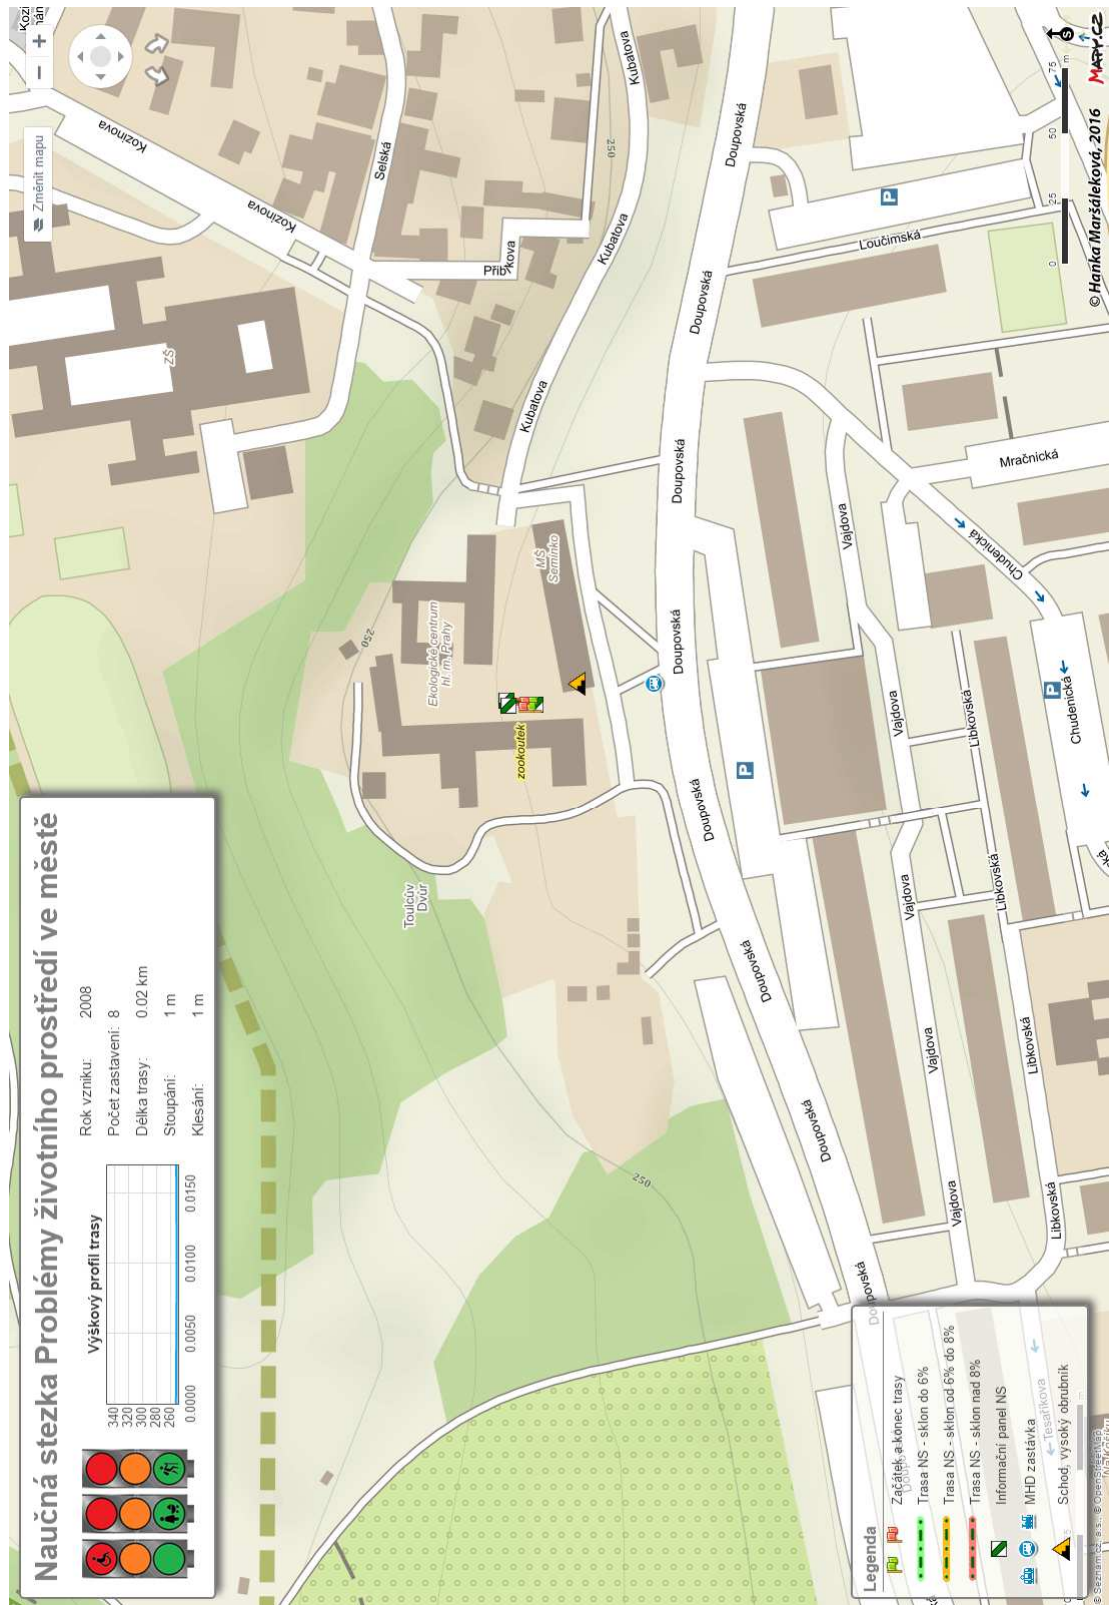 Naučná stezka Problémy životního prostředí ve městě
Výškový profil trasy
340
320
300
280
260
0.0000
0.0050
0.0100
0.0150
Rok vzniku: 2008
Počet zastavení: 8
Délka trasy: 0.02 km
Stoupání: 1 m
Klesání: 1 m
Změnit mapu
Kozinova
Kozinova
Selská
Přibkova
Kubatova
Kubatova
Kubatova
Kubatova
250
ZŠ
250
Ekologické centrum
hl. m. Prahy
MŠ
Semínko
zookoutek
Toulcův
Dvůr
250
Doupovská
Doupovská
Doupovská
Doupovská
Doupovská
Doupovská
Doupovská
Doupovská
P
Loučimská
P
Mračnická
Chudenická
Vajdova
Vajdova
Vajdova
Vajdova
Vajdova
Libkovská
Libkovská
Libkovská
Libkovská
P
Chudenická
Tesaříkova
Legenda
Začátek a konec trasy
Trasa NS - sklon do 6%
Trasa NS - sklon od 6% do 8%
Trasa NS - sklon nad 8%
Informační panel NS
MHD zastávka
Schod, vysoký obrubník
0 25 50 75 m
S
© Hanka Maršáleková, 2016
MAPY.CZ
© Seznam.cz, a.s., © OpenStreetMap